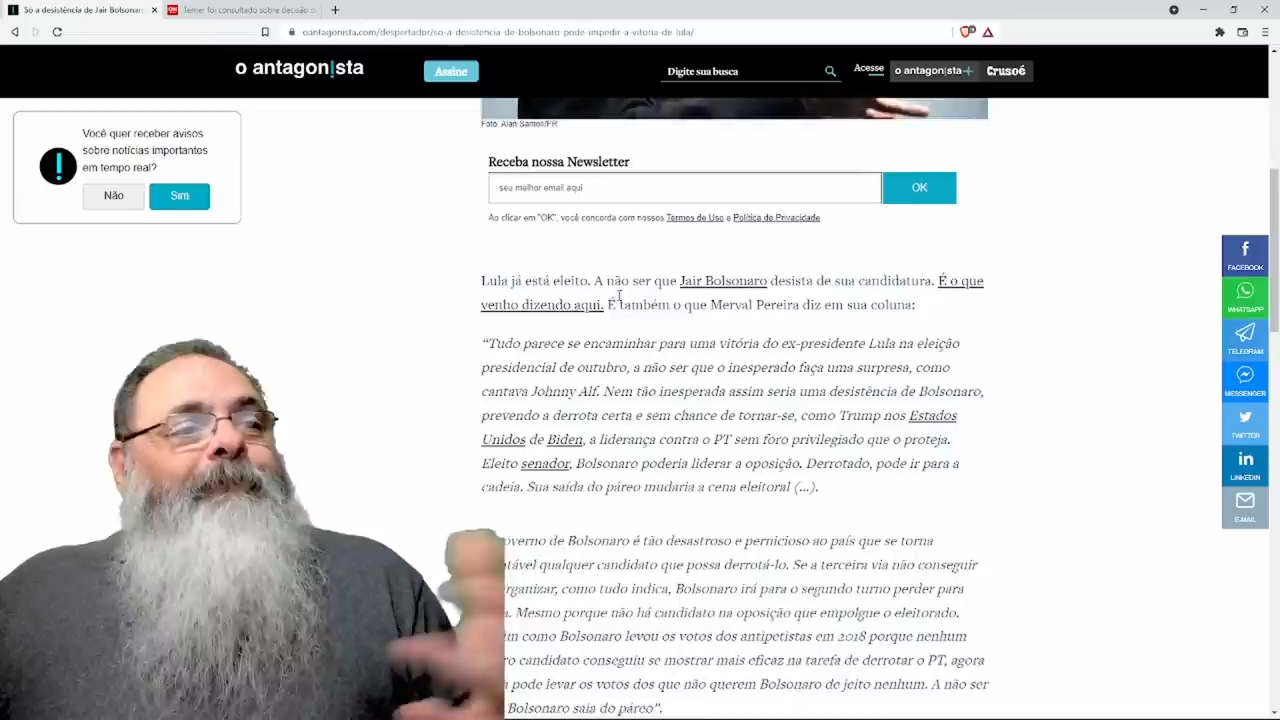 Só a desistência de Jair Bolsonaro
Temer foi consultado sobre decisão
oantagonista.com/despertador/so-a-desistencia-de-bolsonaro-pode-impedir-a-vitoria-de-lula/
o antagon!sta
Assine
Digite sua busca
Acesse
o antagon!sta+
Crusoé
Foto: Alan Santos/PR
Você quer receber avisos
sobre notícias importantes
em tempo real?
Não
Sim
Receba nossa Newsletter
seu melhor email aqui
OK
Ao clicar em "OK", você concorda com nossos Termos de Uso e Política de Privacidade
Lula já está eleito. A não ser que Jair Bolsonaro desista de sua candidatura. É o que
venho dizendo aqui. É também o que Merval Pereira diz em sua coluna:
“Tudo parece se encaminhar para uma vitória do ex-presidente Lula na eleição
presidencial de outubro, a não ser que o inesperado faça uma surpresa, como
cantava Johnny Alf. Nem tão inesperada assim seria uma desistência de Bolsonaro,
prevendo a derrota certa e sem chance de tornar-se, como Trump nos Estados
Unidos de Biden, a liderança contra o PT sem foro privilegiado que o proteja.
Eleito senador, Bolsonaro poderia liderar a oposição. Derrotado, pode ir para a
cadeia. Sua saída do páreo mudaria a cena eleitoral (...).
overno de Bolsonaro é tão desastroso e pernicioso ao país que se torna
tável qualquer candidato que possa derrotá-lo. Se a terceira via não conseguir
rganizar, como tudo indica, Bolsonaro irá para o segundo turno perder para
. Mesmo porque não há candidato na oposição que empolgue o eleitorado.
m como Bolsonaro levou os votos dos antipetistas em 2018 porque nenhum
ro candidato conseguiu se mostrar mais eficaz na tarefa de derrotar o PT, agora
pode levar os votos dos que não querem Bolsonaro de jeito nenhum. A não ser
Bolsonaro saia do páreo”.
FACEBOOK
WHATSAPP
TELEGRAM
MESSENGER
TWITTER
LINKEDIN
E-MAIL